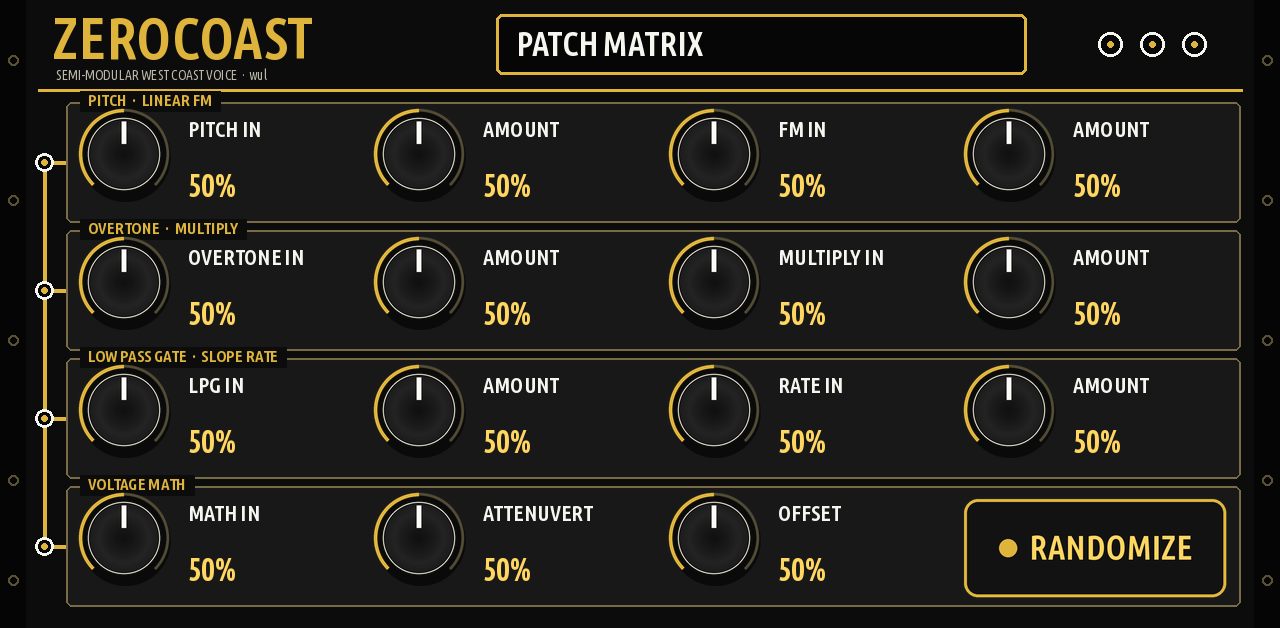 ZEROCOAST
SEMI-MODULAR WEST COAST VOICE · wul
PATCH MATRIX
PITCH · LINEAR FM
PITCH IN
50%
AMOUNT
50%
FM IN
50%
AMOUNT
50%
OVERTONE · MULTIPLY
OVERTONE IN
50%
AMOUNT
50%
MULTIPLY IN
50%
AMOUNT
50%
LOW PASS GATE · SLOPE RATE
LPG IN
50%
AMOUNT
50%
RATE IN
50%
AMOUNT
50%
VOLTAGE MATH
MATH IN
50%
ATTENUVERT
50%
OFFSET
50%
RANDOMIZE